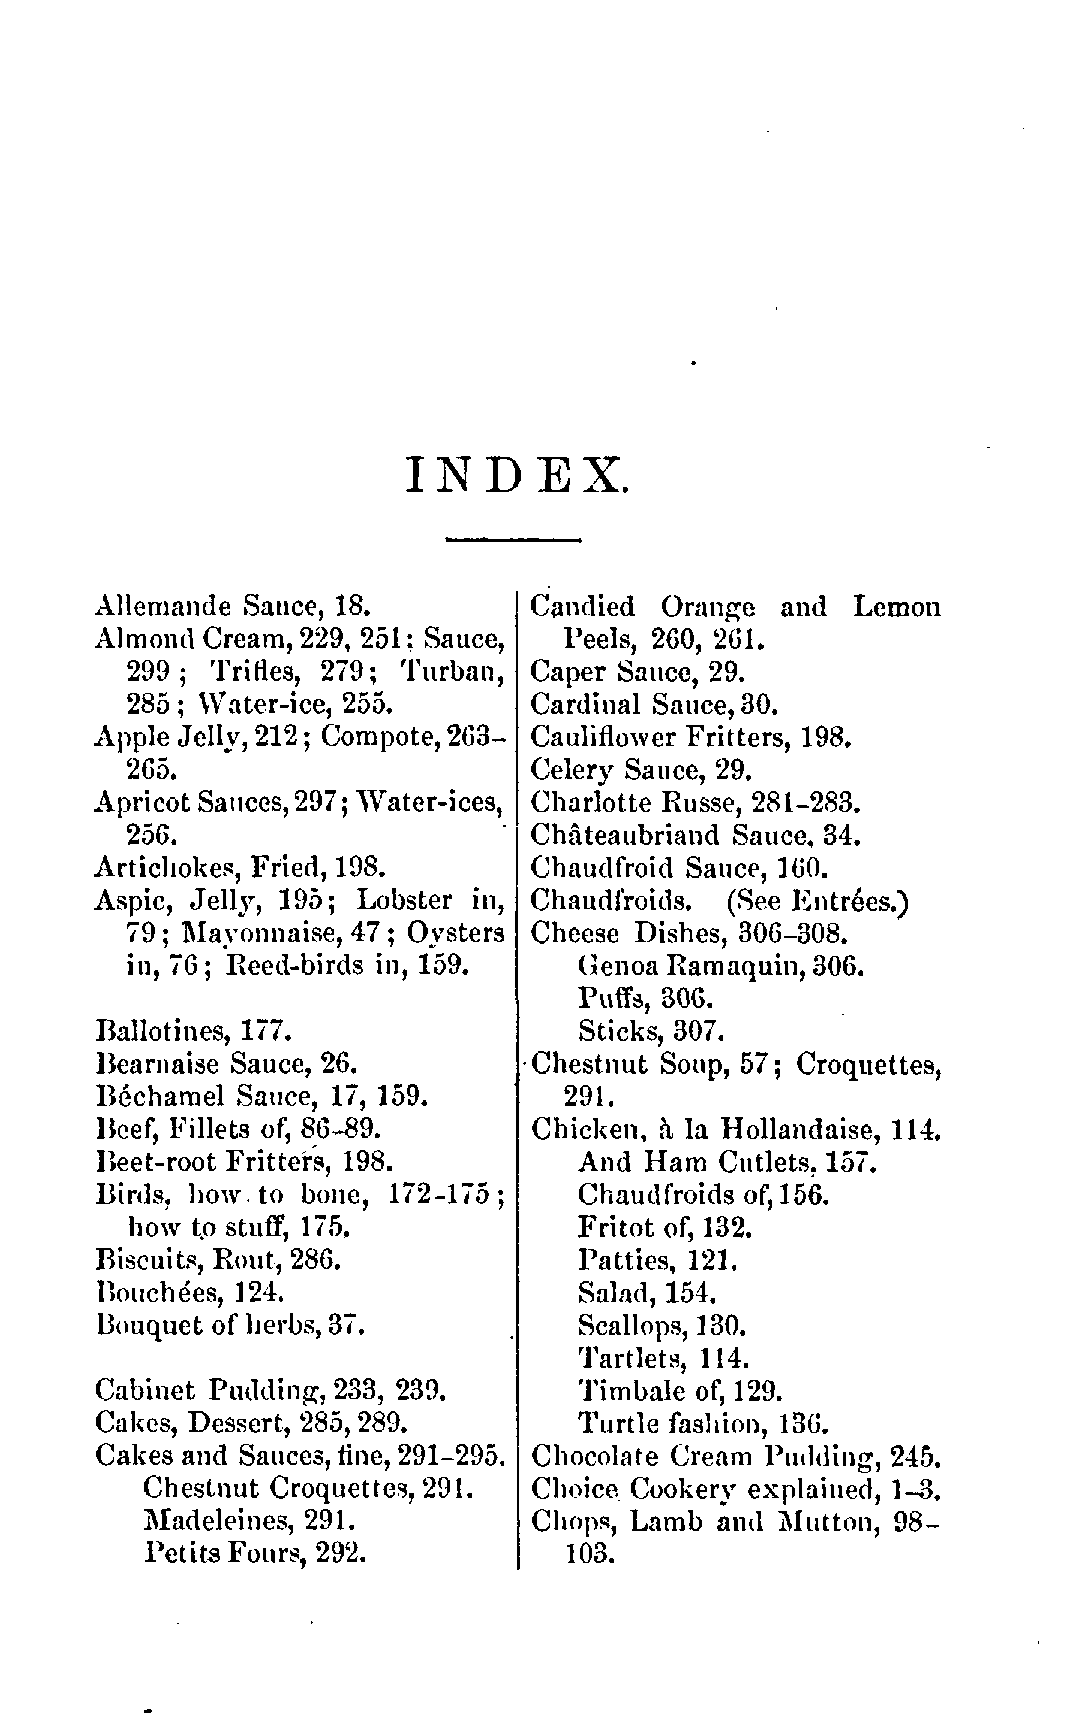 INDEX.
Allemande Sauce, 18.
Almond Cream, 229, 251; Sauce,
299; Trifles, 279; Turban,
285; Water-ice, 255.
Apple Jelly, 212; Compote, 263-
265.
Apricot Sauces, 297; Water-ices,
256.
Artichokes, Fried, 198.
Aspic, Jelly, 195; Lobster in,
79; Mayonnaise, 47; Oysters
in, 76; Reed-birds in, 159.
Ballotines, 177.
Bearnaise Sauce, 26.
Béchamel Sauce, 17, 159.
Beef, Fillets of, 86-89.
Beet-root Fritters, 198.
Birds, how to bone, 172-175;
how to stuff, 175.
Biscuits, Rout, 286.
Bouchées, 124.
Bouquet of herbs, 37.
Cabinet Pudding, 233, 239.
Cakes, Dessert, 285, 289.
Cakes and Sauces, fine, 291-295.
Chestnut Croquettes, 291.
Madeleines, 291.
Petits Fours, 292.
Candied Orange and Lemon
Peels, 260, 261.
Caper Sauce, 29.
Cardinal Sauce, 30.
Cauliflower Fritters, 198.
Celery Sauce, 29.
Charlotte Russe, 281-283.
Châteaubriand Sauce, 34.
Chaudfroid Sauce, 160.
Chaudfroids. (See Entrées.)
Cheese Dishes, 306-308.
Genoa Ramaquin, 306.
Puffs, 306.
Sticks, 307.
Chestnut Soup, 57; Croquettes,
291.
Chicken, à la Hollandaise, 114.
And Ham Cutlets, 157.
Chaudfroids of, 156.
Fritot of, 132.
Patties, 121.
Salad, 154.
Scallops, 130.
Tartlets, 114.
Timbale of, 129.
Turtle fashion, 136.
Chocolate Cream Pudding, 245.
Choice Cookery explained, 1-3.
Chops, Lamb and Mutton, 98-
103.